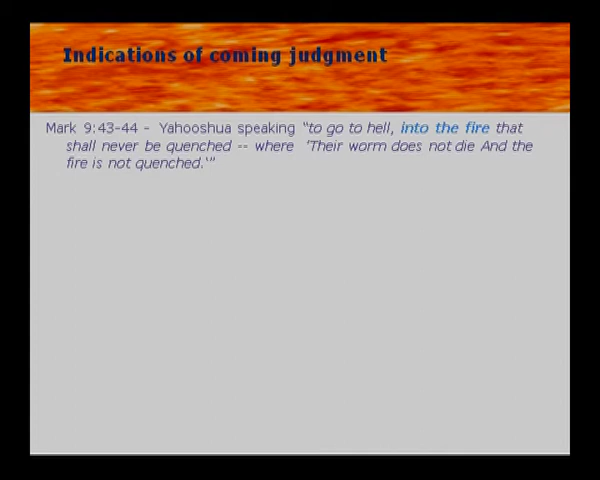 Indications of coming judgment
Mark 9:43-44 - Yahooshua speaking “to go to hell, into the fire that
shall never be quenched -- where 'Their worm does not die And the
fire is not quenched.'”